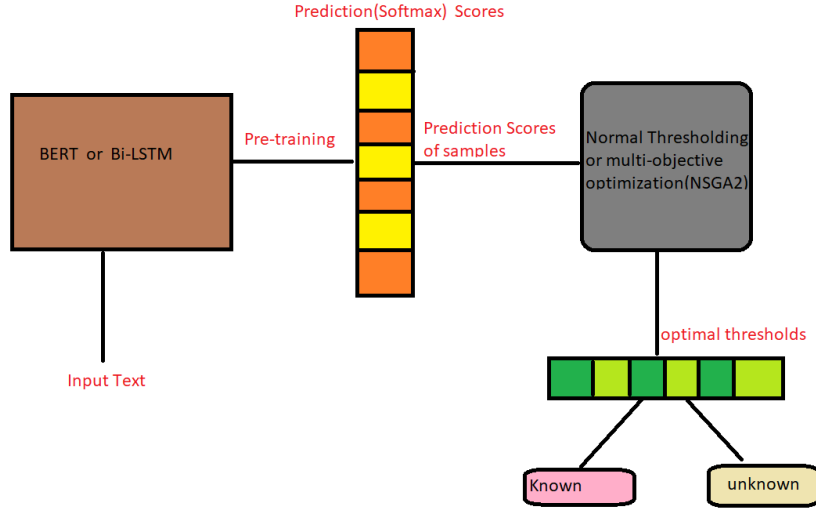 Prediction(Softmax) Scores
BERT or Bi-LSTM
Pre-training
Prediction Scores
of samples
Normal Thresholding
or multi-objective
optimization(NSGA2)
Input Text
optimal thresholds
Known
unknown